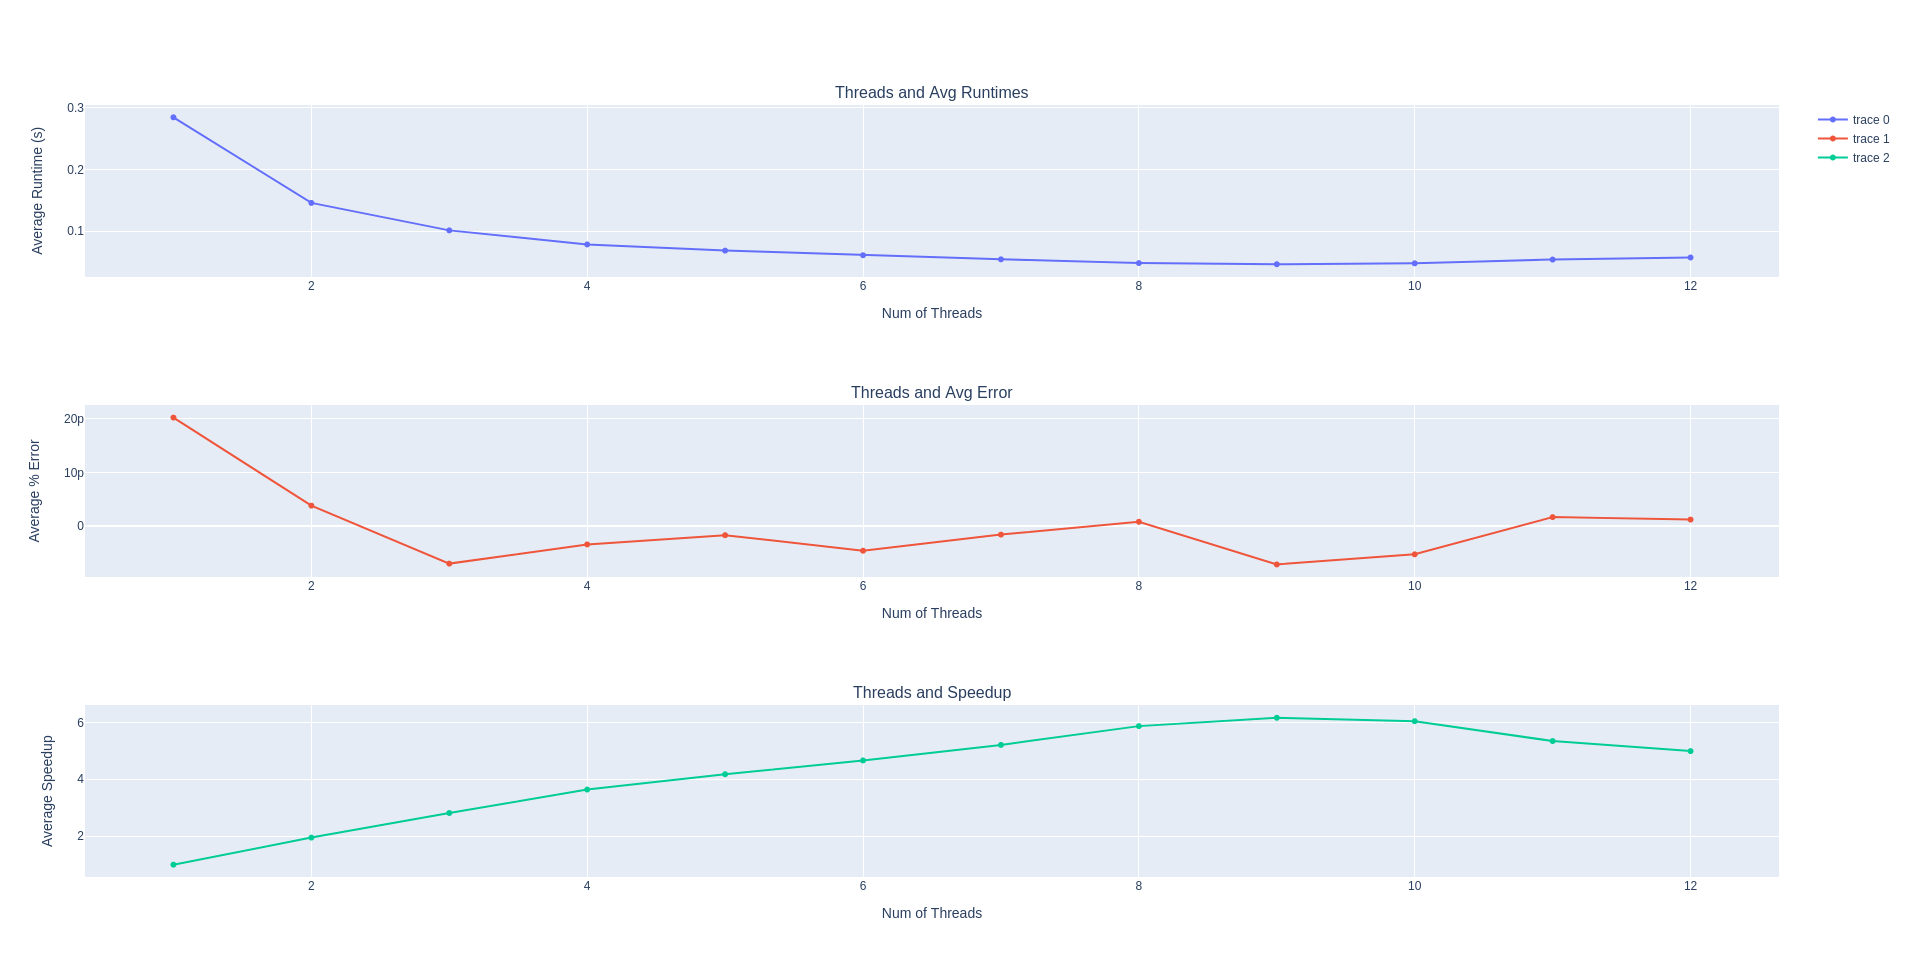 Threads and Avg Runtimes
Average Runtime (s)
0.3
0.2
0.1
2 4 6 8 10 12
Num of Threads
trace 0
trace 1
trace 2
Threads and Avg Error
Average % Error
20p
10p
0
2 4 6 8 10 12
Num of Threads
Threads and Speedup
Average Speedup
6
4
2
2 4 6 8 10 12
Num of Threads